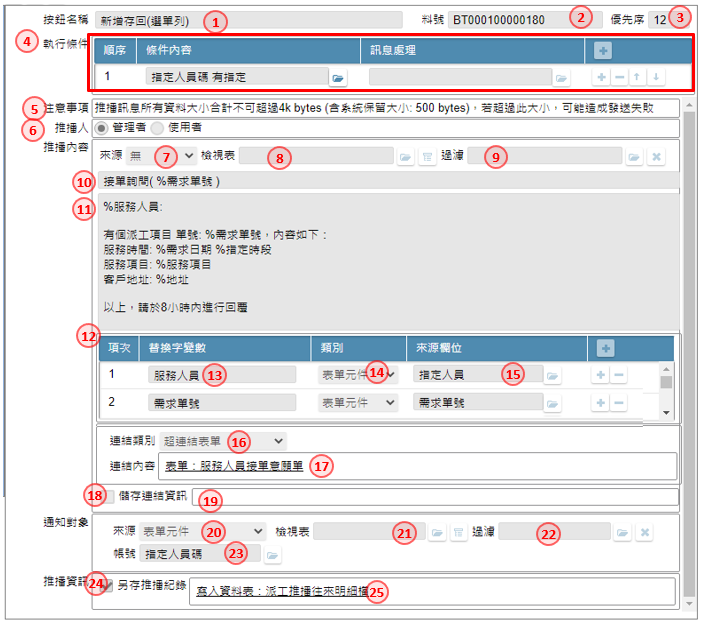 按鈕名稱 新增存回(選單列) 1 料號 BT000100000180 2 優先序 12 3
4 執行條件 順序 條件內容 訊息處理
1 指定人員碼 有指定
5 注意事項 推播訊息所有資料大小合計不可超過4k bytes (含系統保留大小: 500 bytes)，若超過此大小，可能造成發送失敗
6 推播人 管理者 使用者
推播內容
來源 無 7 檢視表 8 過濾 9
10 接單詢問( %需求單號 )
11 %服務人員:
有個派工項目 單號: %需求單號，內容如下：
服務時間: %需求日期 %指定時段
服務項目: %服務項目
客戶地址: %地址
以上，請於8小時內進行回覆
12 項次 替換字變數 類別 來源欄位
1 服務人員 13 表單元件 14 指定人員 15
2 需求單號 表單元件 需求單號
連結類別 超連結表單 16
連結內容 表單：服務人員接單意願單 17
18 儲存連結資訊 19
通知對象
來源 表單元件 20 檢視表 21 過濾 22
帳號 指定人員碼 23
推播資訊 24 另存推播紀錄 寫入資料表：派工推播往來明細檔 25